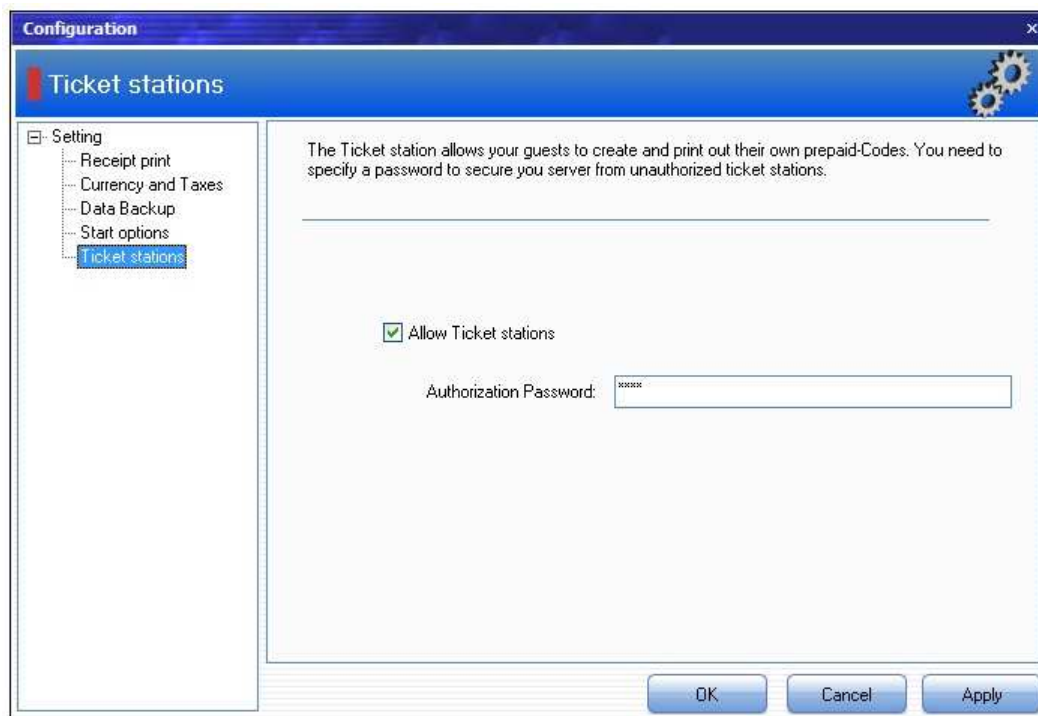 Configuration
Ticket stations
Setting
Receipt print
Currency and Taxes
Data Backup
Start options
Ticket stations
The Ticket station allows your guests to create and print out their own prepaid-Codes. You need to
specify a password to secure you server from unauthorized ticket stations.
Allow Ticket stations
Authorization Password: ****
OK Cancel Apply